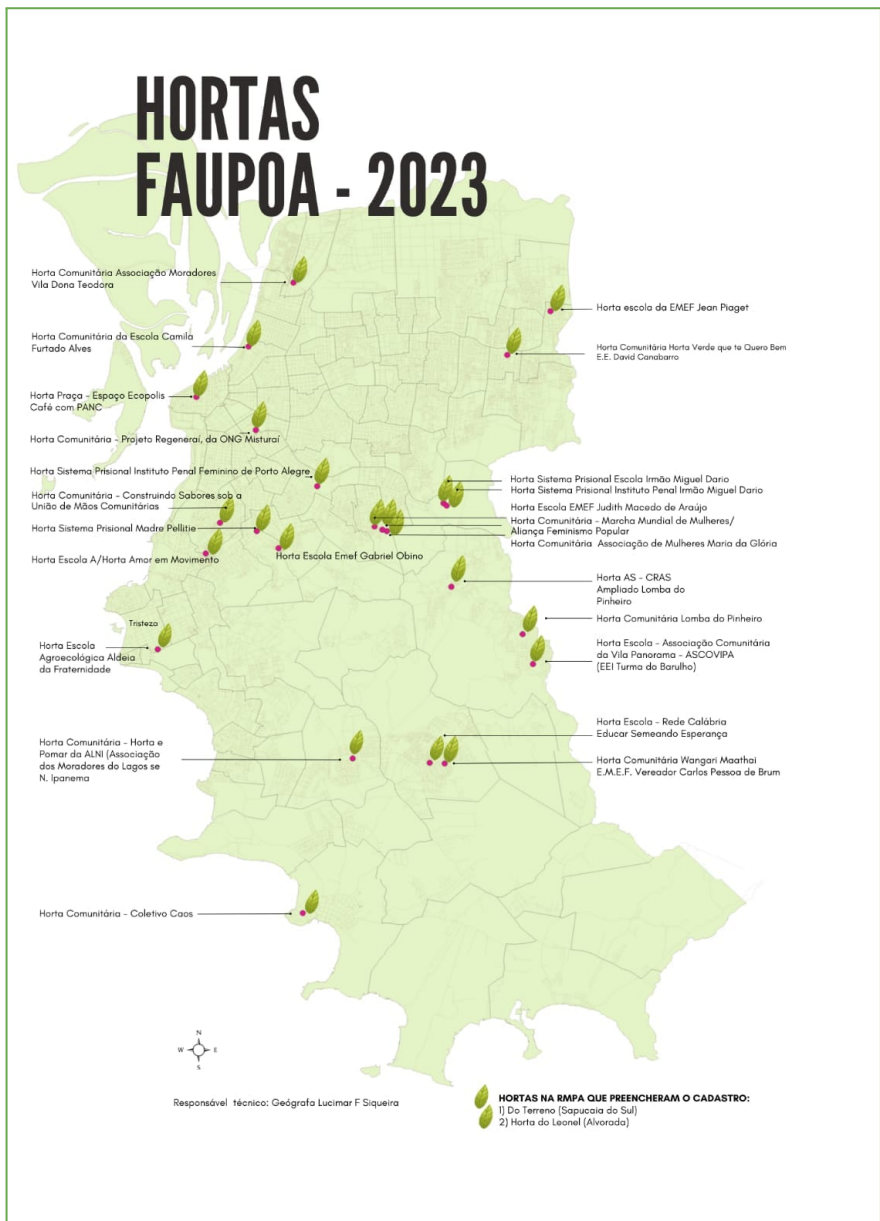 HORTAS
FAUPOA - 2023
Horta Comunitária Associação Moradores
Vila Dona Teodora
Horta Comunitária da Escola Camila
Furtado Alves
Horta Praça - Espaço Ecopolis
Café com PANC
Horta Comunitária - Projeto Regeneraí, da ONG Misturaí
Horta Sistema Prisional Instituto Penal Feminino de Porto Alegre
Horta Comunitária - Construindo Sabores sob a
União de Mãos Comunitárias
Horta Sistema Prisional Madre Pellitie
Horta Escola A/Horta Amor em Movimento
Horta Escola Emef Gabriel Obino
Tristeza
Horta Escola
Agroecológica Aldeia
da Fraternidade
Horta Comunitária - Horta e
Pomar da ALNI (Associação
dos Moradores do Lagos se
N. Ipanema
Horta Comunitária - Coletivo Caos
Horta escola da EMEF Jean Piaget
Horta Comunitária Horta Verde que te Quero Bem
E.E. David Canabarro
Horta Sistema Prisional Escola Irmão Miguel Dario
Horta Sistema Prisional Instituto Penal Irmão Miguel Dario
Horta Escola EMEF Judith Macedo de Araújo
Horta Comunitária - Marcha Mundial de Mulheres/
Aliança Feminismo Popular
Horta Comunitária Associação de Mulheres Maria da Glória
Horta AS - CRAS
Ampliado Lomba do
Pinheiro
Horta Comunitária Lomba do Pinheiro
Horta Escola - Associação Comunitária
da Vila Panorama - ASCOVIPA
(EEI Turma do Barulho)
Horta Escola - Rede Calábria
Educar Semeando Esperança
Horta Comunitária Wangari Maathai
E.M.E.F. Vereador Carlos Pessoa de Brum
N
W E
S
Responsável técnico: Geógrafa Lucimar F Siqueira
HORTAS NA RMPA QUE PREENCHERAM O CADASTRO:
1) Do Terreno (Sapucaia do Sul)
2) Horta do Leonel (Alvorada)